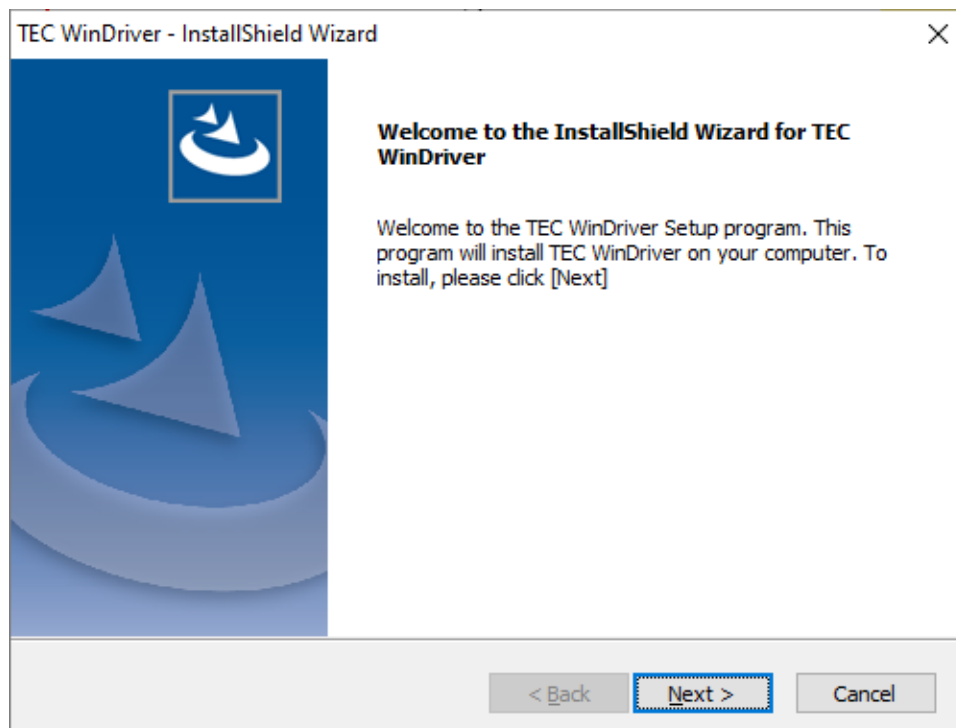 TEC WinDriver - InstallShield Wizard
Welcome to the InstallShield Wizard for TEC
WinDriver
Welcome to the TEC WinDriver Setup program. This
program will install TEC WinDriver on your computer. To
install, please click [Next]
< Back
Next >
Cancel